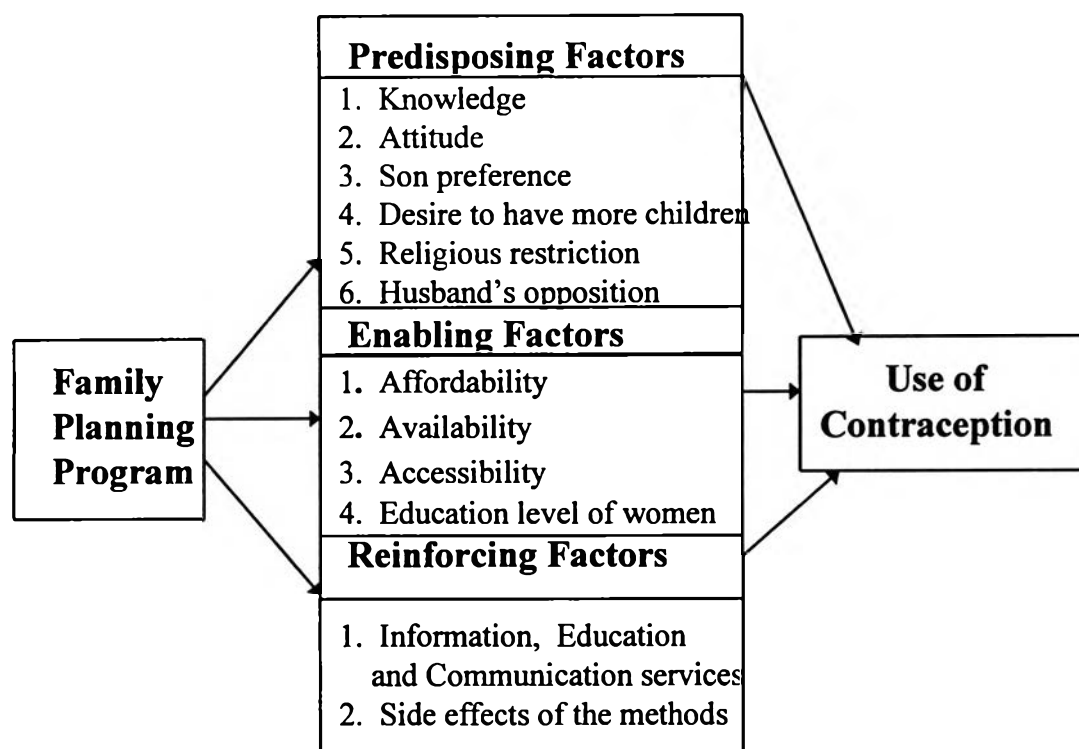 Family
Planning
Program
Predisposing Factors
1. Knowledge
2. Attitude
3. Son preference
4. Desire to have more children
5. Religious restriction
6. Husband's opposition
Enabling Factors
1. Affordability
2. Availability
3. Accessibility
4. Education level of women
Reinforcing Factors
1. Information, Education
and Communication services
2. Side effects of the methods
Use of
Contraception